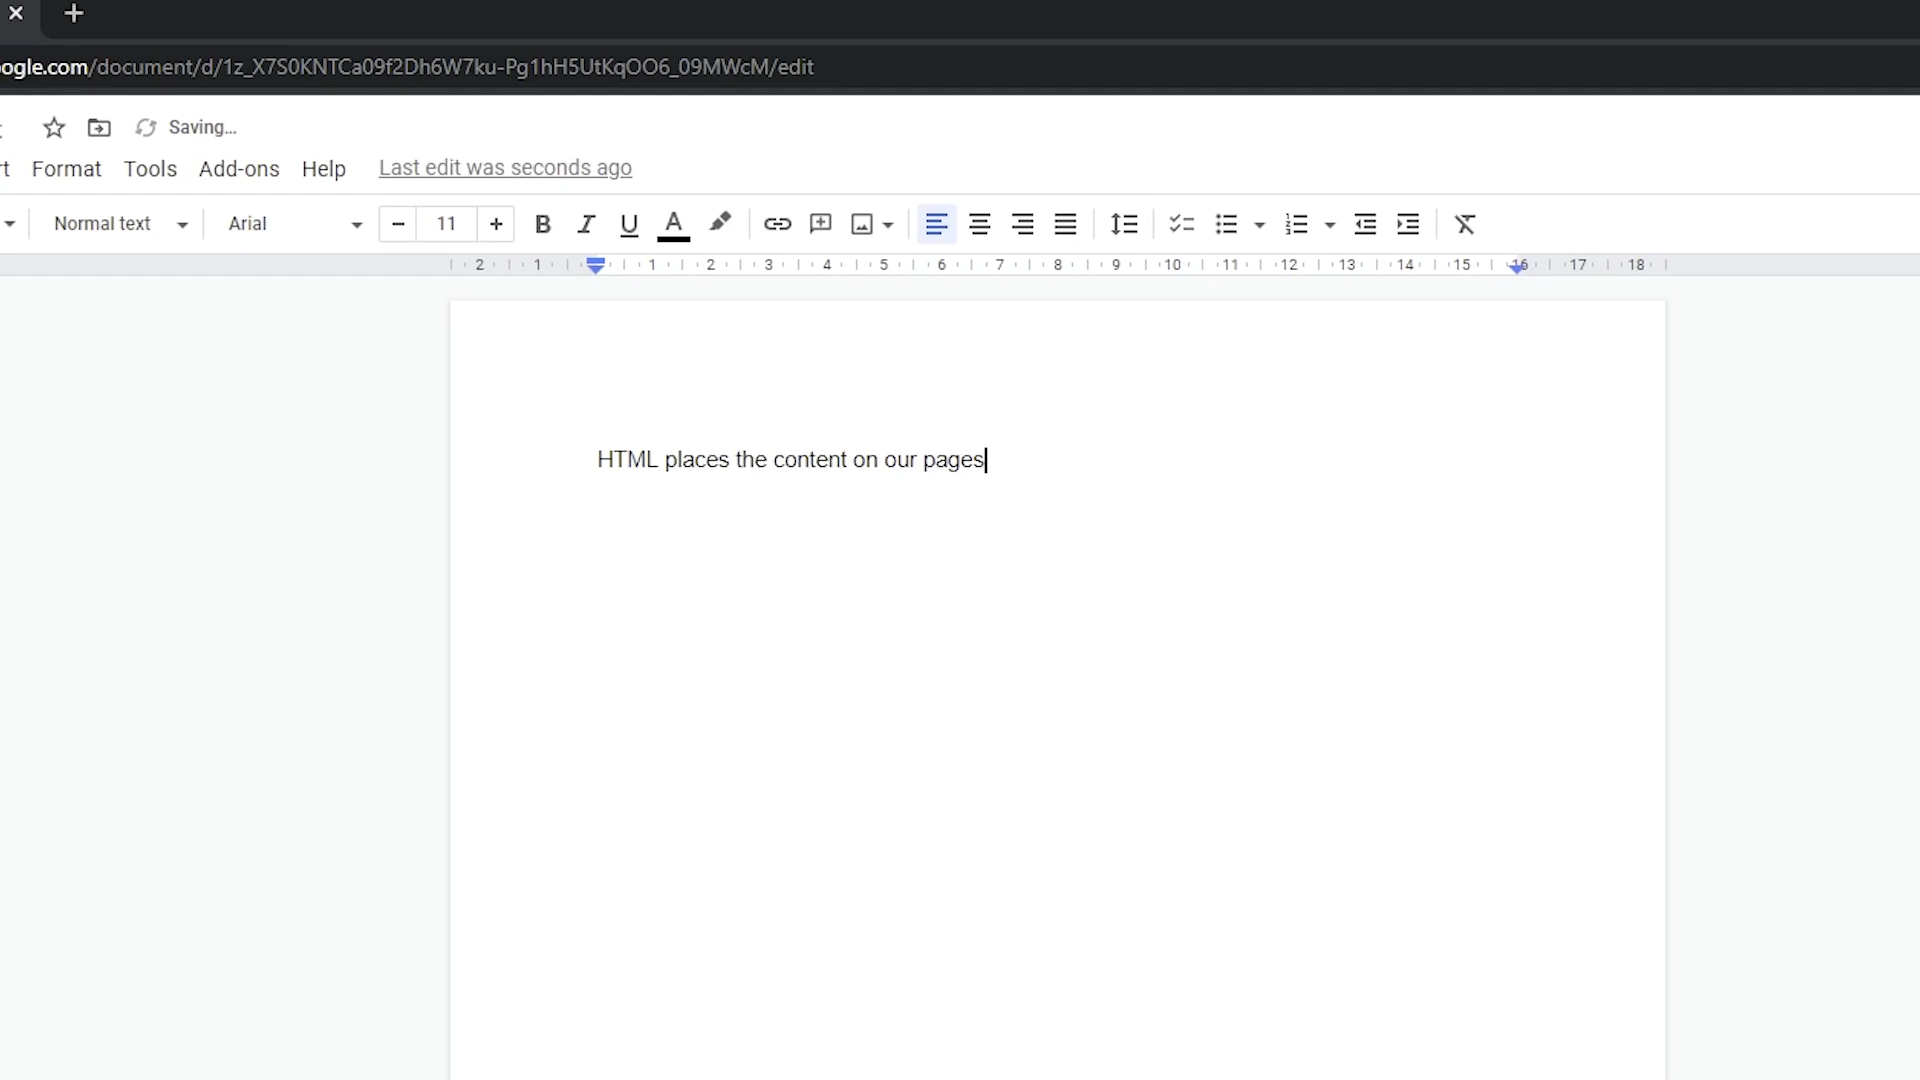 ogle.com/document/d/1z_X7S0KNTCa09f2Dh6W7ku-Pg1hH5UtKqOO6_09MWcM/edit
Saving...
Format Tools Add-ons Help Last edit was seconds ago
Normal text Arial 11
2 1 1 2 3 4 5 6 7 8 9 10 11 12 13 14 15 16 17 18
HTML places the content on our pages